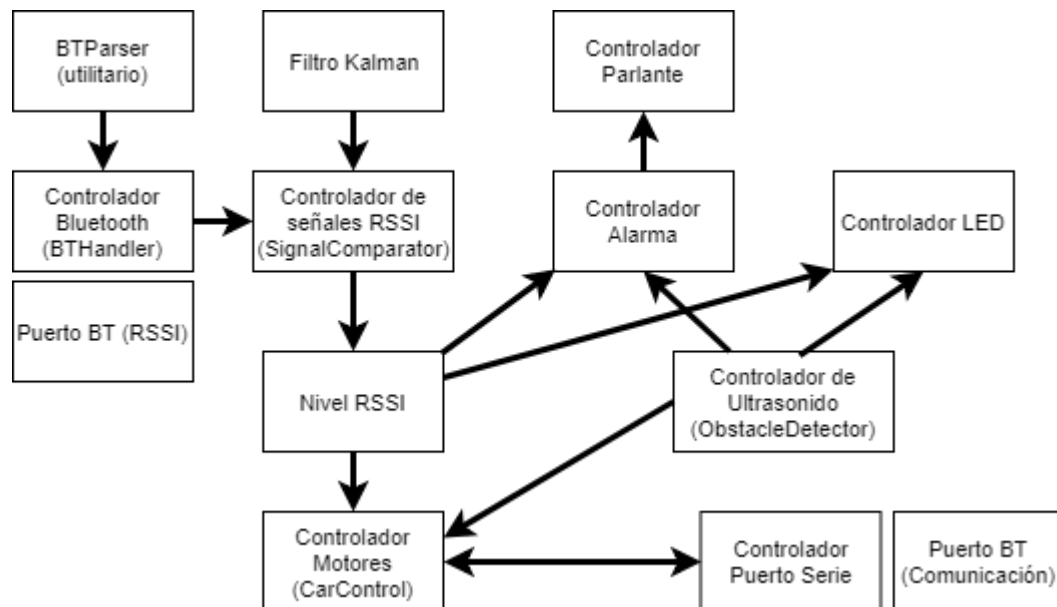 BTParser
(utilitario)
Filtro Kalman
Controlador
Parlante
Controlador
Bluetooth
(BTHandler)
Controlador de
señales RSSI
(SignalComparator)
Controlador
Alarma
Controlador LED
Puerto BT (RSSI)
Nivel RSSI
Controlador de
Ultrasonido
(ObstacleDetector)
Controlador
Motores
(CarControl)
Controlador
Puerto Serie
Puerto BT
(Comunicación)